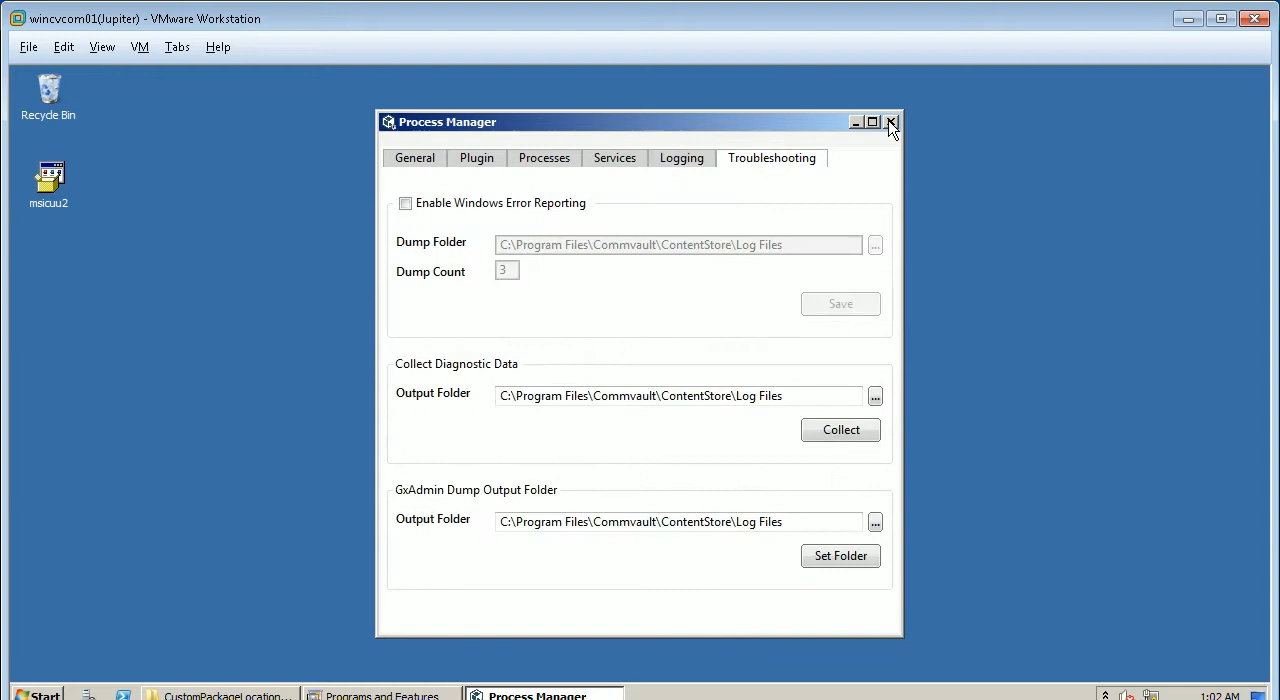 wincvcom01(Jupiter) - VMware Workstation
File Edit View VM Tabs Help
Recycle Bin
msicuu2
Process Manager
General Plugin Processes Services Logging Troubleshooting
Enable Windows Error Reporting
Dump Folder C:\Program Files\Commvault\ContentStore\Log Files ...
Dump Count 3
Save
Collect Diagnostic Data
Output Folder C:\Program Files\Commvault\ContentStore\Log Files ...
Collect
GxAdmin Dump Output Folder
Output Folder C:\Program Files\Commvault\ContentStore\Log Files ...
Set Folder
Start CustomPackageLocation... Programs and Features Process Manager 1:02 AM